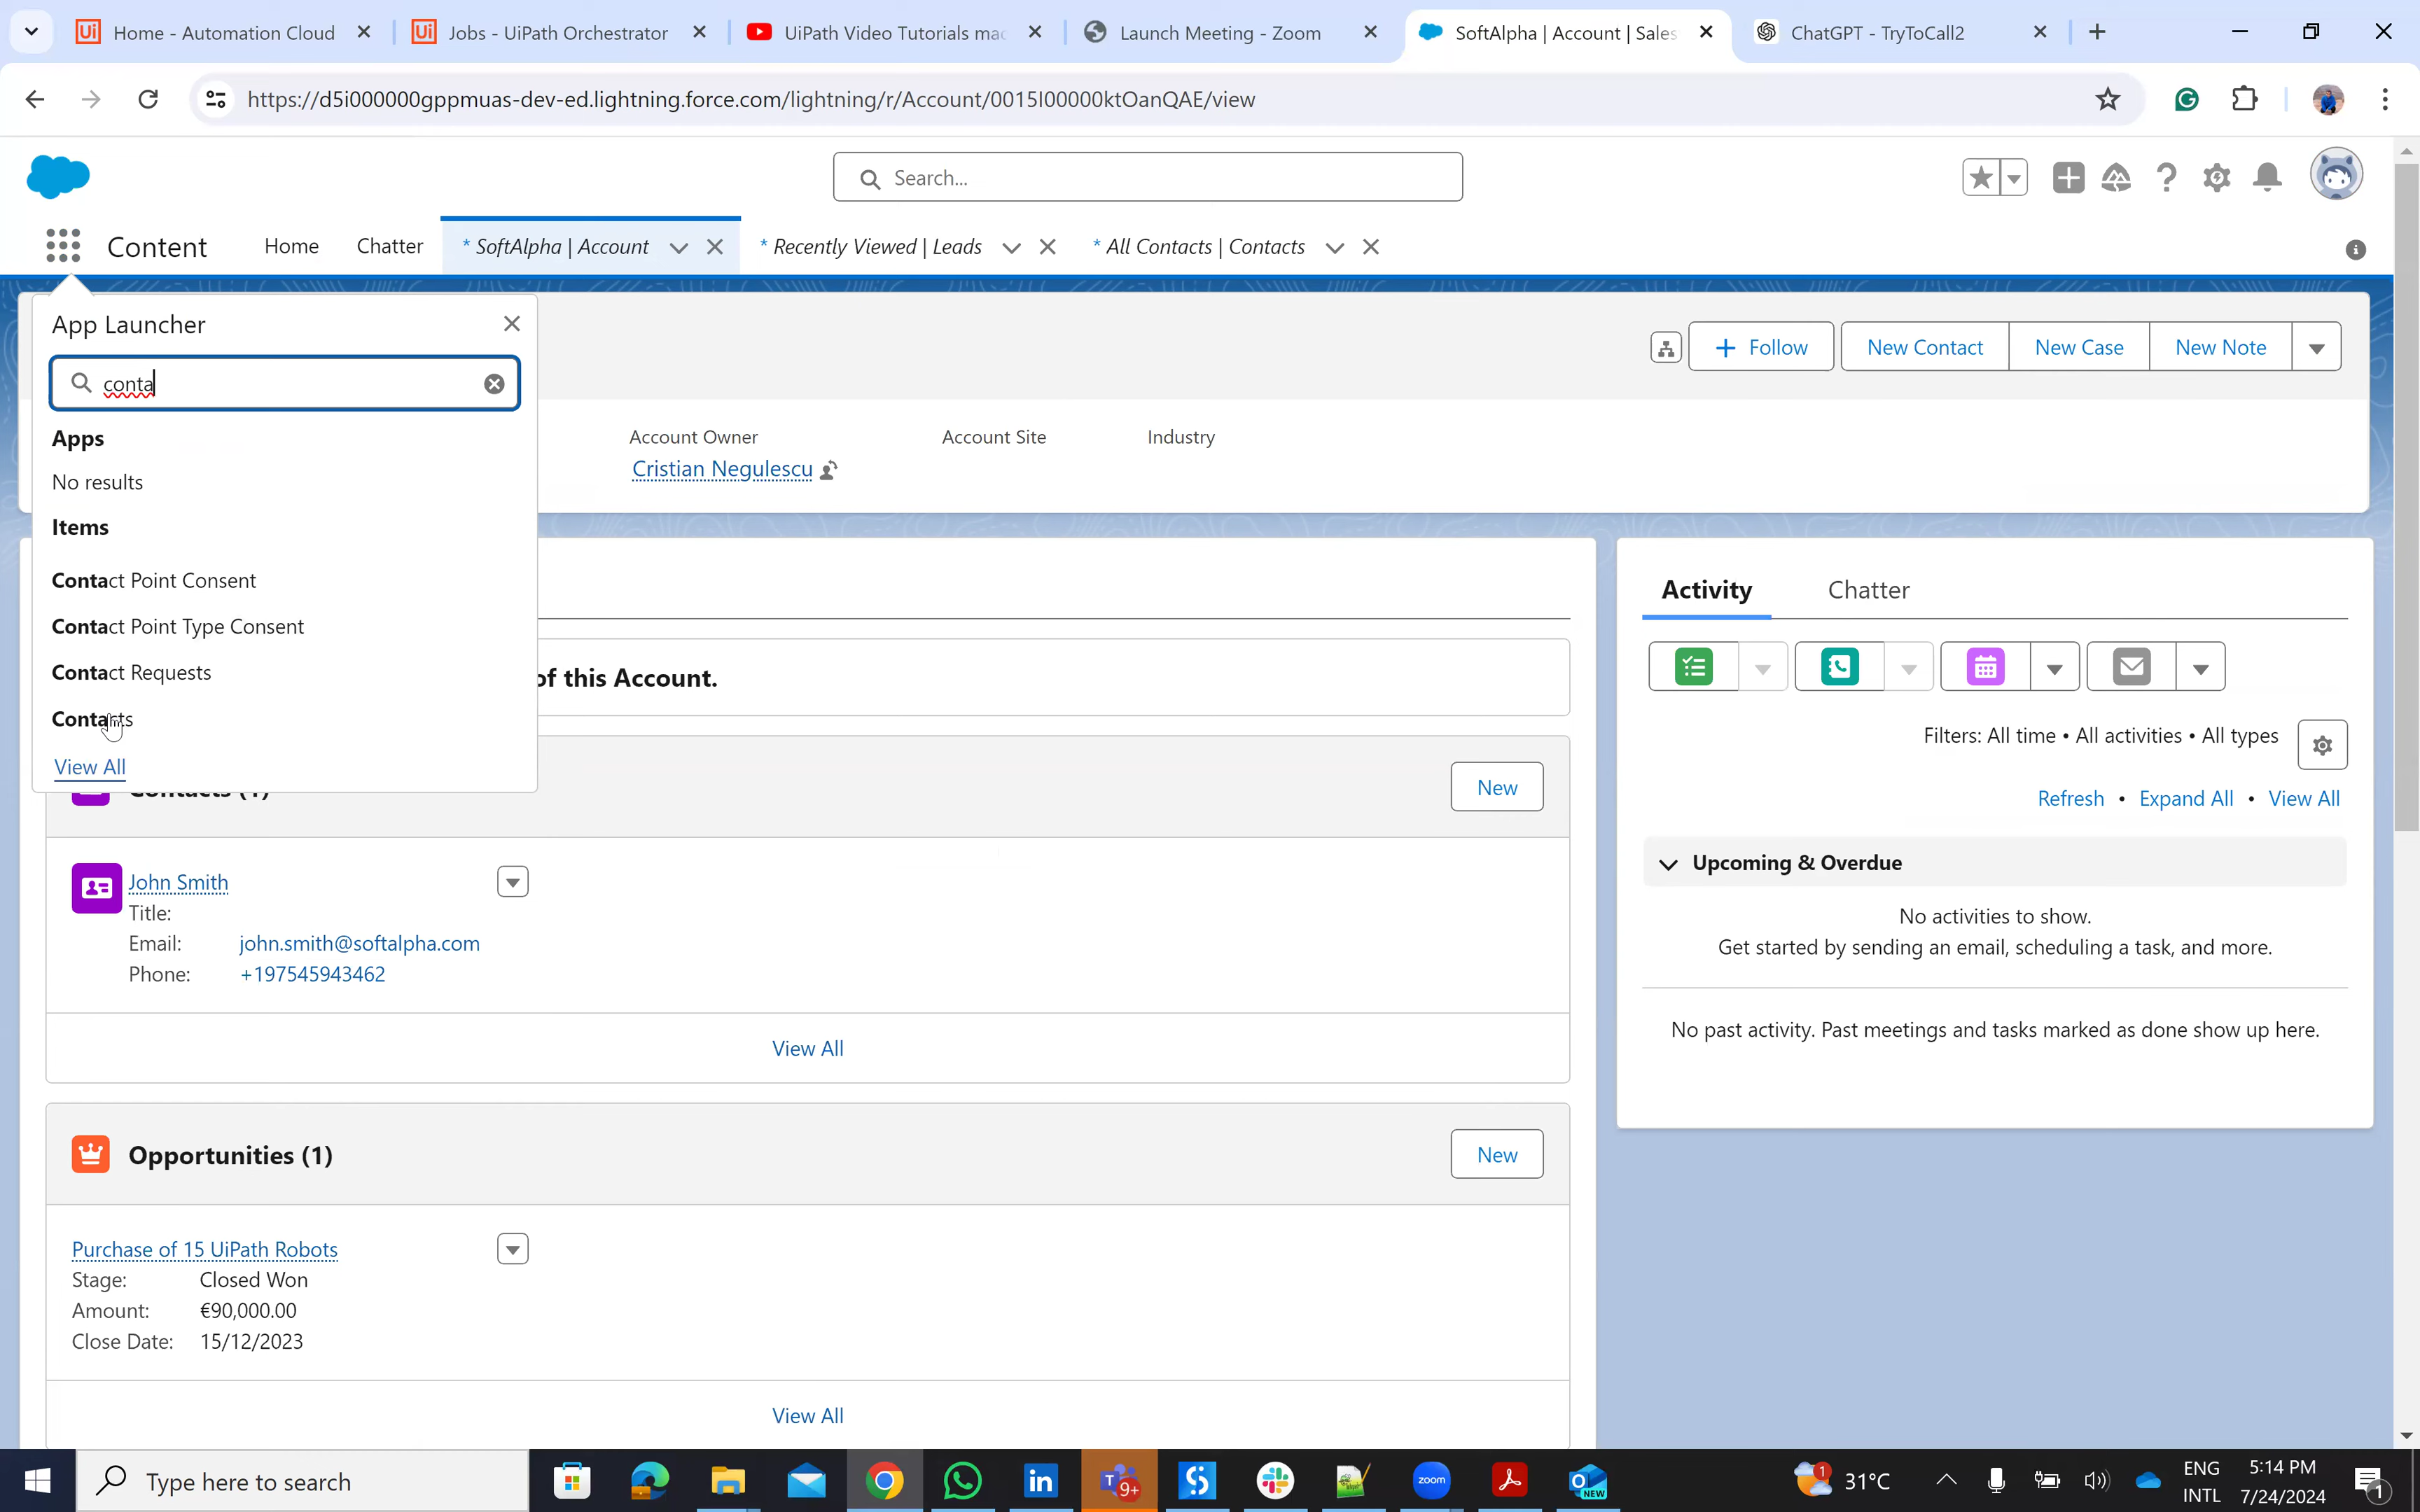 Home - Automation Cloud
Jobs - UiPath Orchestrator
UiPath Video Tutorials mad
Launch Meeting - Zoom
SoftAlpha | Account | Sales
ChatGPT - TryToCall2
https://d5i000000gppmuas-dev-ed.lightning.force.com/lightning/r/Account/0015I00000ktOanQAE/view
Search...
Content
Home
Chatter
* SoftAlpha | Account
* Recently Viewed | Leads
* All Contacts | Contacts
App Launcher
conta
Apps
No results
Items
Contact Point Consent
Contact Point Type Consent
Contact Requests
Contacts
View All
Follow
New Contact
New Case
New Note
Account Owner
Account Site
Industry
Cristian Negulescu
of this Account.
Contacts (1)
New
John Smith
Title:
Email: john.smith@softalpha.com
Phone: +197545943462
View All
Opportunities (1)
New
Purchase of 15 UiPath Robots
Stage: Closed Won
Amount: €90,000.00
Close Date: 15/12/2023
View All
Activity
Chatter
Filters: All time • All activities • All types
Refresh • Expand All • View All
Upcoming & Overdue
No activities to show.
Get started by sending an email, scheduling a task, and more.
No past activity. Past meetings and tasks marked as done show up here.
Type here to search
9+
zoom
NEW
1
31°C
ENG
INTL
5:14 PM
7/24/2024
1